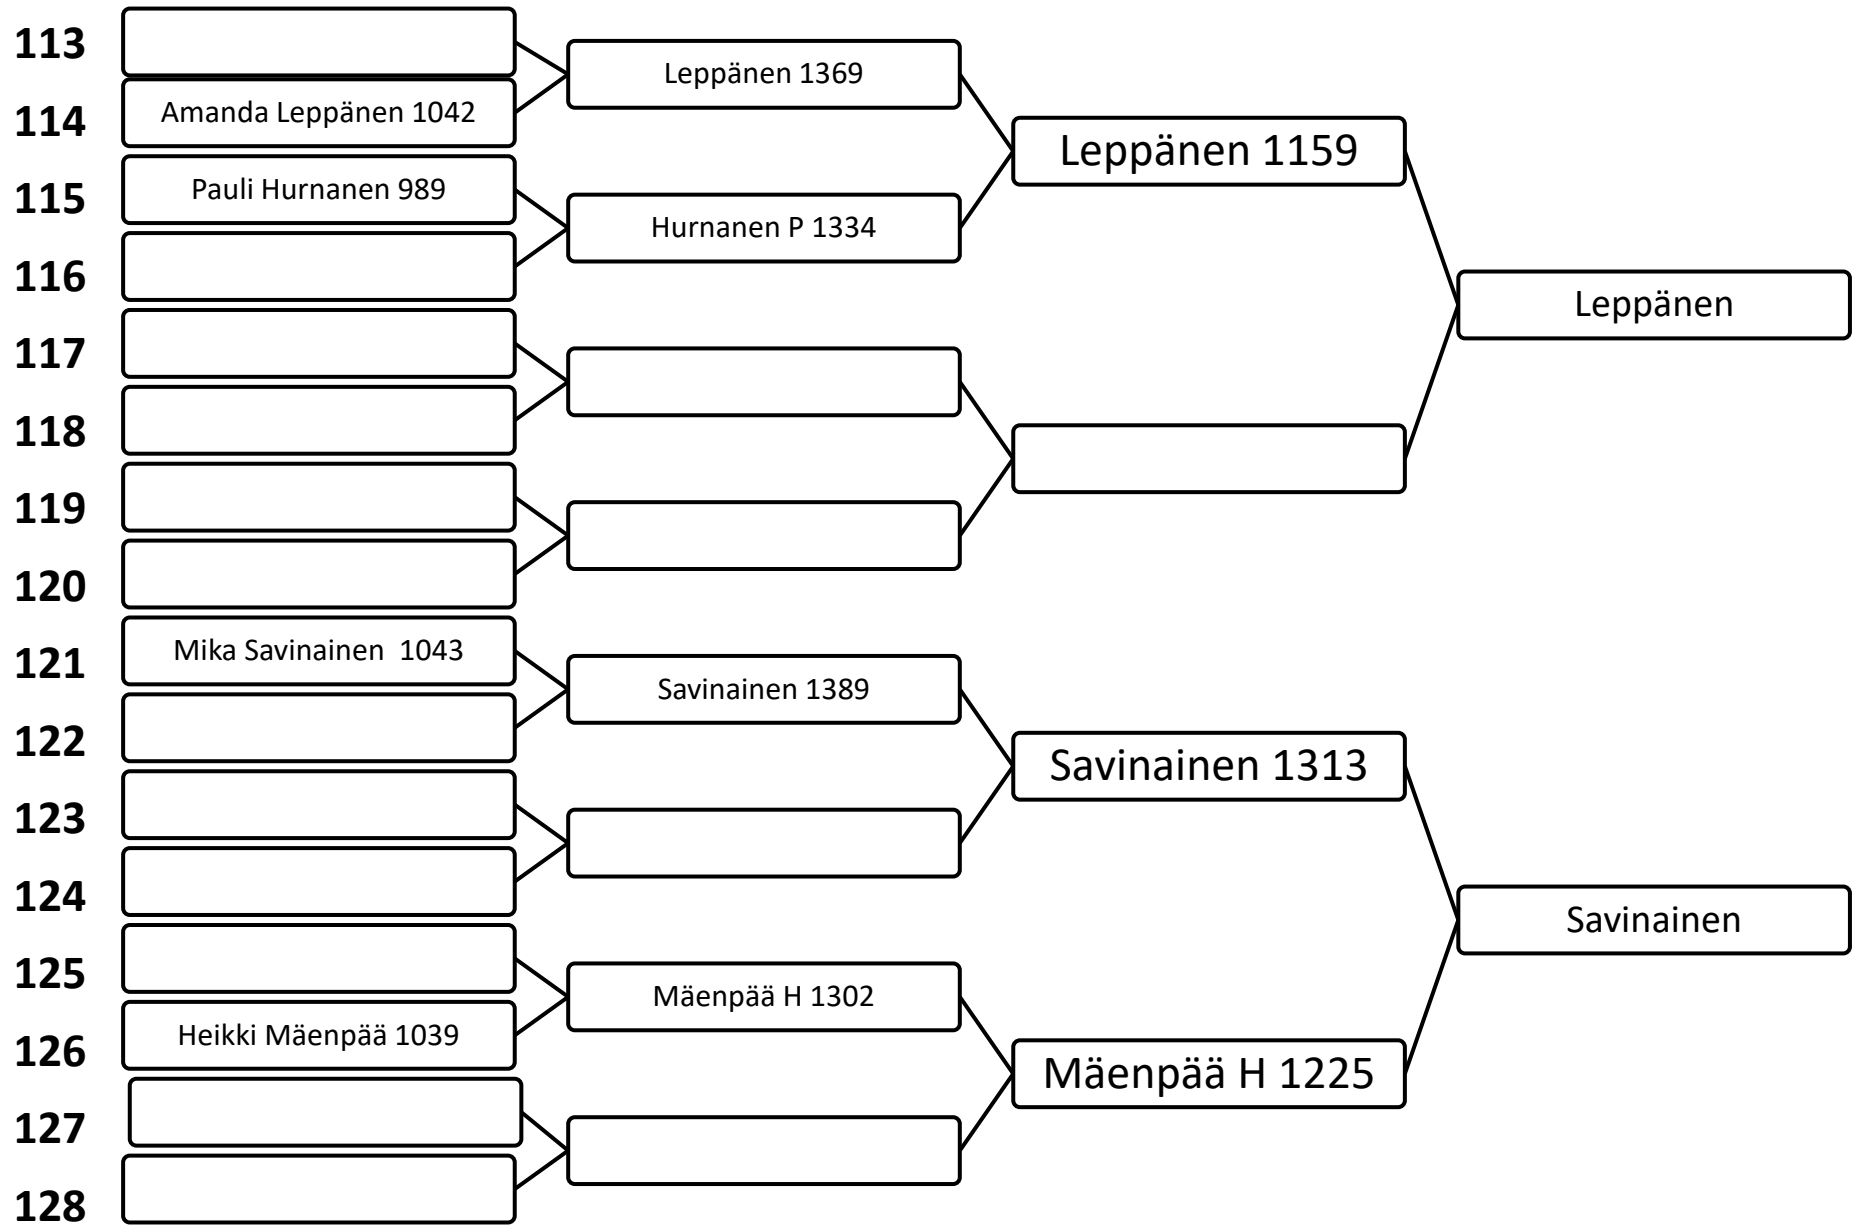 113
Leppänen 1369
114 Amanda Leppänen 1042
Leppänen 1159
115 Pauli Hurnanen 989
Hurnanen P 1334
116
Leppänen
117
118
119
120
121 Mika Savinainen  1043
Savinainen 1389
122
Savinainen 1313
123
124
Savinainen
125
Mäenpää H 1302
126 Heikki Mäenpää 1039
Mäenpää H 1225
127
128